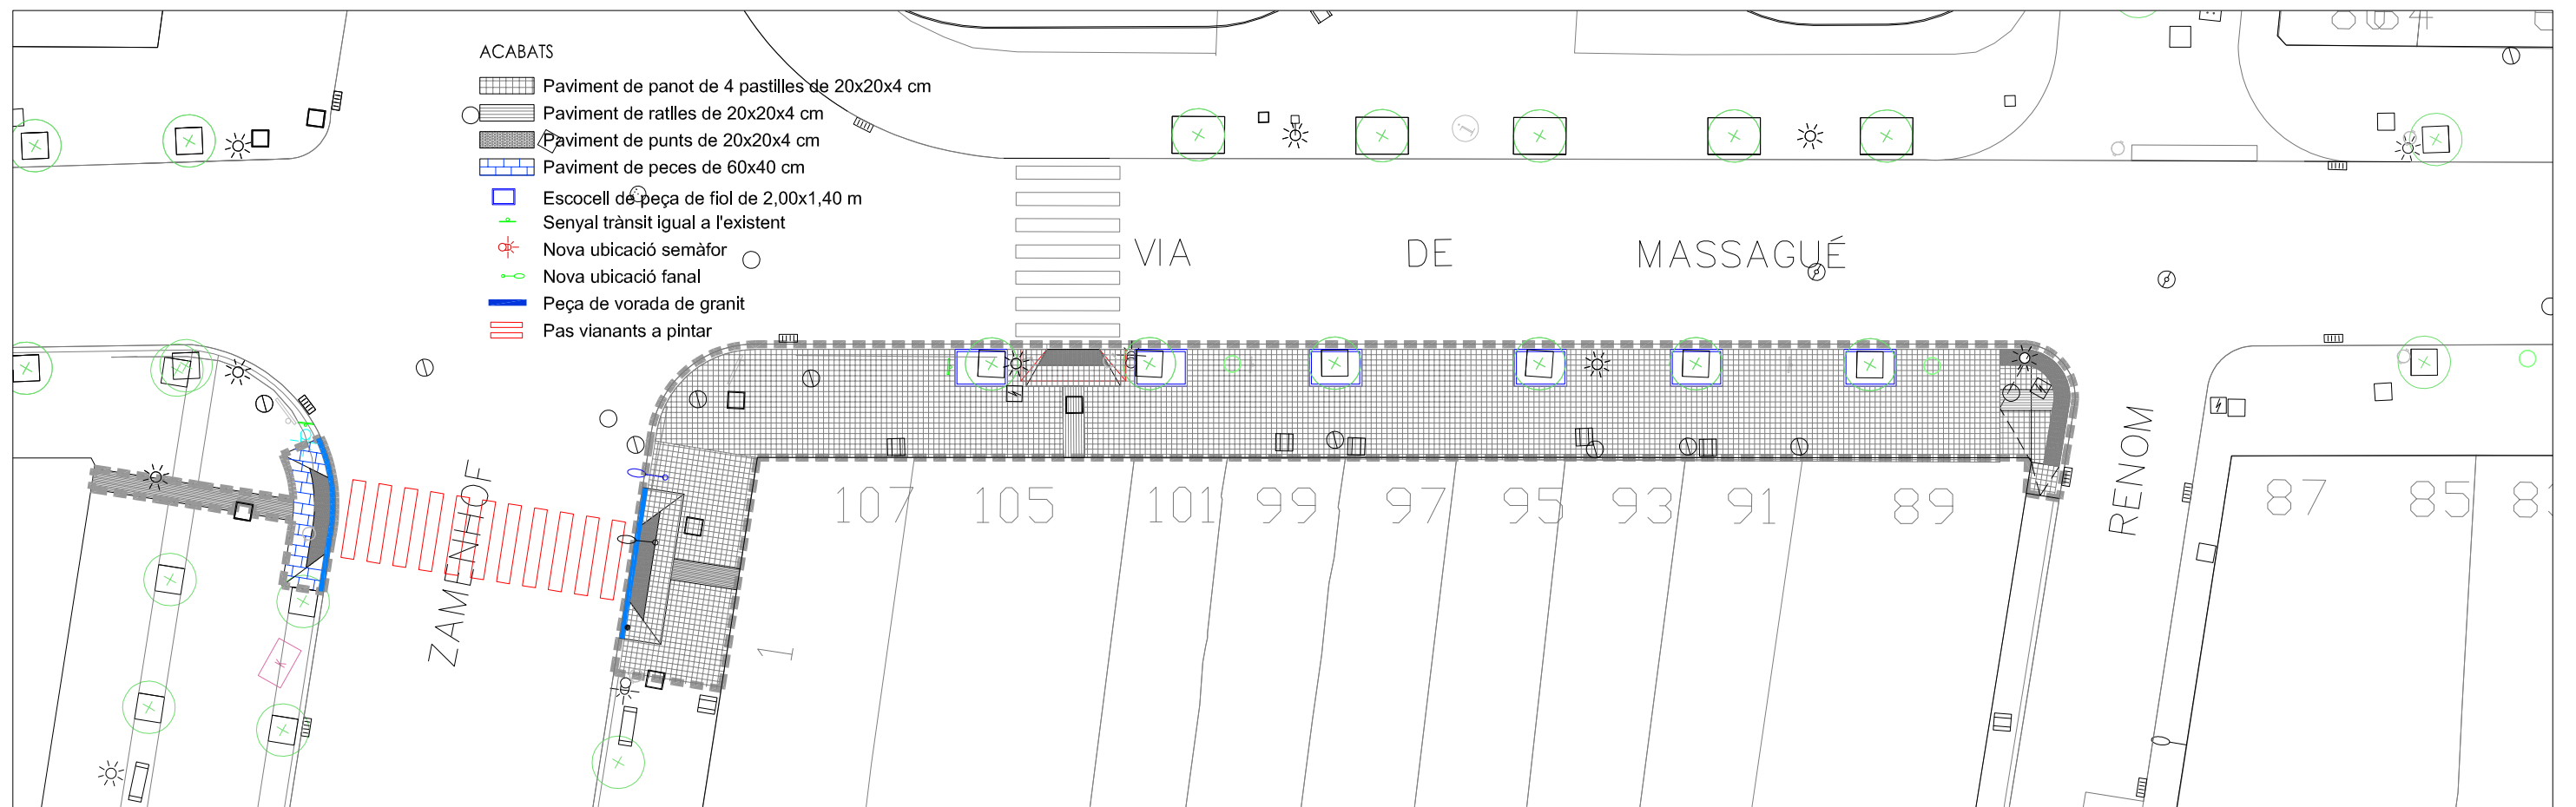 ACABATS
Paviment de panot de 4 pastilles de 20x20x4 cm
Paviment de ratlles de 20x20x4 cm
Paviment de punts de 20x20x4 cm
Paviment de peces de 60x40 cm
Escocell de peça de fiol de 2,00x1,40 m
Senyal trànsit igual a l'existent
Nova ubicació semàfor
Nova ubicació fanal
Peça de vorada de granit
Pas vianants a pintar
VIA DE MASSAGUÉ
ZAMENHOF
RENOM
107 105 101 99 97 95 93 91 89 87 85
1